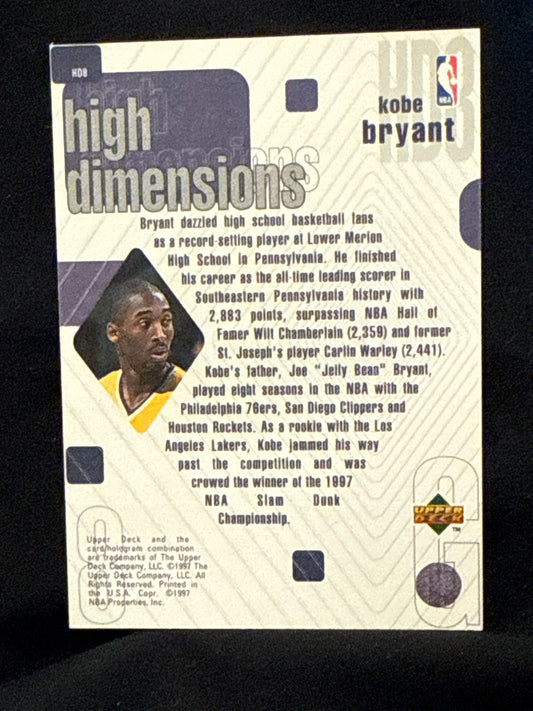 HD8
high
dimensions
kobe
bryant
NBA
Bryant dazzled high school basketball fans
as a record-setting player at Lower Merion
High School in Pennsylvania. He finished
his career as the all-time leading scorer in
Southeastern Pennsylvania history with
2,883 points, surpassing NBA Hall of
Famer Wilt Chamberlain (2,359) and former
St. Joseph's player Carlin Warley (2,441).
Kobe's father, Joe "Jelly Bean" Bryant,
played eight seasons in the NBA with the
Philadelphia 76ers, San Diego Clippers and
Houston Rockets. As a rookie with the Los
Angeles Lakers, Kobe jammed his way
past the competition and was
crowned the winner of the 1997
NBA Slam Dunk
Championship.
UPPER
DECK
TM
Upper Deck and the
card/hologram combination
are trademarks of The Upper
Deck Company, LLC. ©1997 The
Upper Deck Company, LLC. All
Rights Reserved. Printed in
the U.S.A. Copr. ©1997
NBA Properties, Inc.